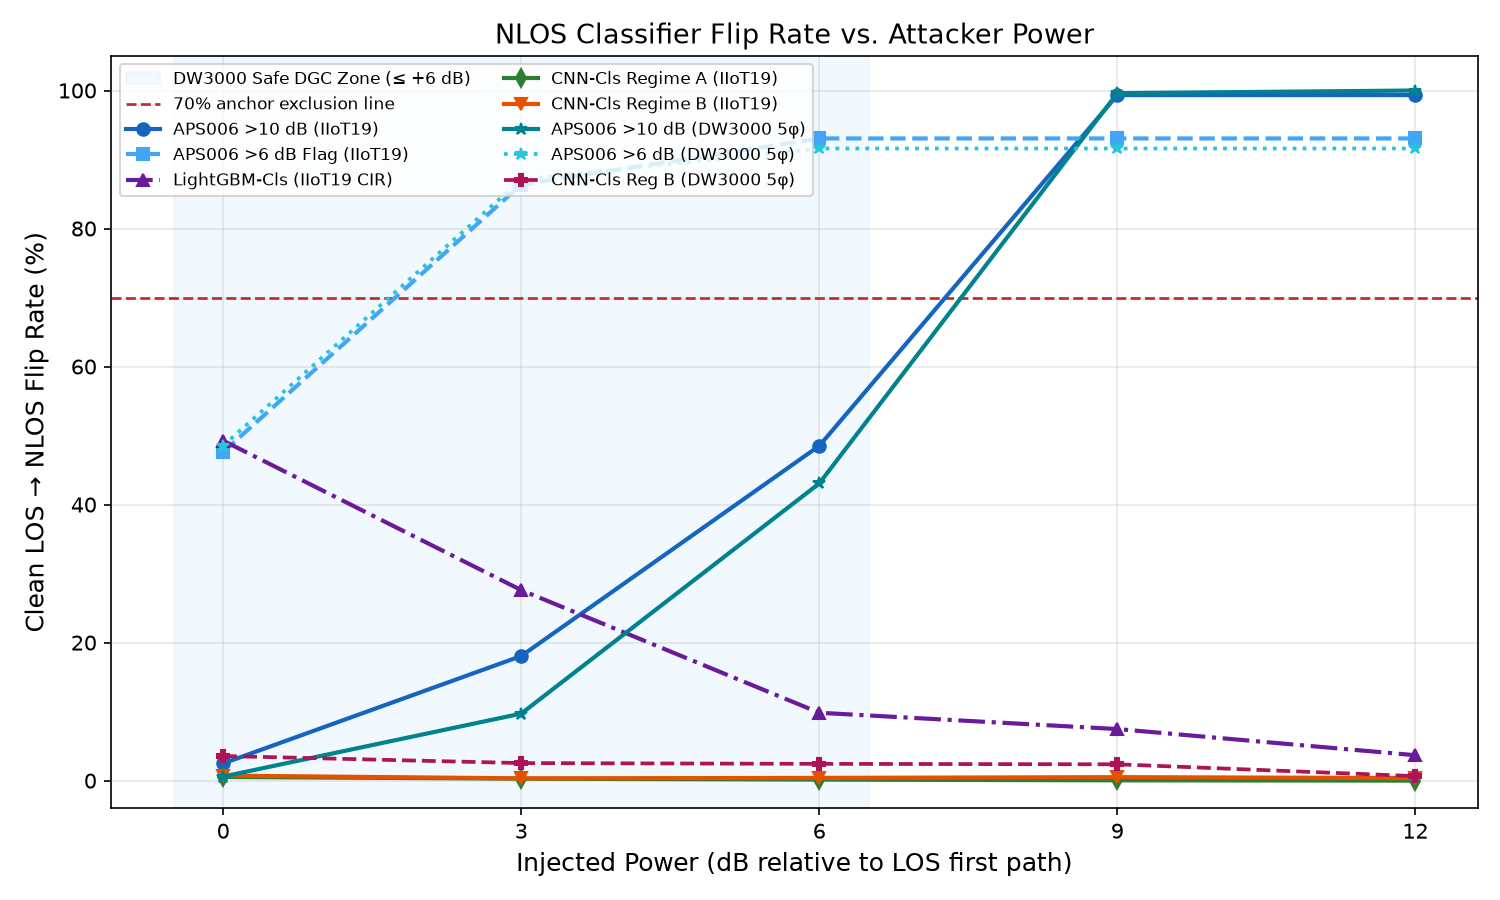 NLOS Classifier Flip Rate vs. Attacker Power
DW3000 Safe DGC Zone (≤ +6 dB)
70% anchor exclusion line
APS006 >10 dB (IIoT19)
APS006 >6 dB Flag (IIoT19)
LightGBM-Cls (IIoT19 CIR)
CNN-Cls Regime A (IIoT19)
CNN-Cls Regime B (IIoT19)
APS006 >10 dB (DW3000 5φ)
APS006 >6 dB (DW3000 5φ)
CNN-Cls Reg B (DW3000 5φ)
Clean LOS → NLOS Flip Rate (%)
100
80
60
40
20
0
0 3 6 9 12
Injected Power (dB relative to LOS first path)